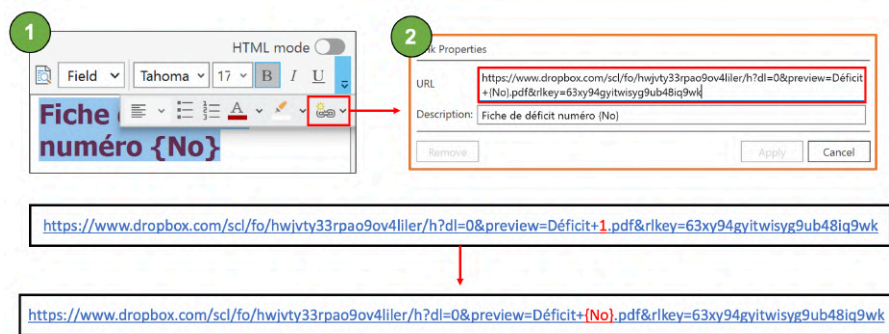 1
HTML mode
Field
Tahoma
17
B
I
U
A
Fiche
numéro {No}
2
Properties
URL
https://www.dropbox.com/scl/fo/hwjvty33rpao9ov4liler/h?dl=0&preview=Déficit
+{No}.pdf&rlkey=63xy94gyitwisyg9ub48iq9wk
Description:
Fiche de déficit numéro {No}
Remove
Apply
Cancel
https://www.dropbox.com/scl/fo/hwjvty33rpao9ov4liler/h?dl=0&preview=Déficit+1.pdf&rlkey=63xy94gyitwisyg9ub48iq9wk
https://www.dropbox.com/scl/fo/hwjvty33rpao9ov4liler/h?dl=0&preview=Déficit+{No}.pdf&rlkey=63xy94gyitwisyg9ub48iq9wk